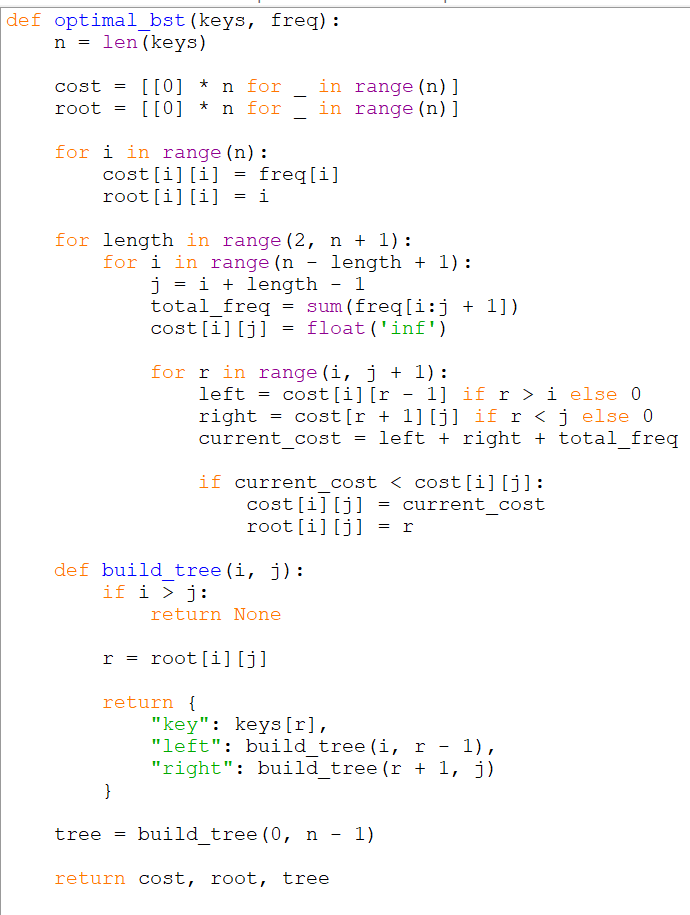 def optimal_bst(keys, freq):
    n = len(keys)

    cost = [[0] * n for _ in range(n)]
    root = [[0] * n for _ in range(n)]

    for i in range(n):
        cost[i][i] = freq[i]
        root[i][i] = i

    for length in range(2, n + 1):
        for i in range(n - length + 1):
            j = i + length - 1
            total_freq = sum(freq[i:j + 1])
            cost[i][j] = float('inf')

            for r in range(i, j + 1):
                left = cost[i][r - 1] if r > i else 0
                right = cost[r + 1][j] if r < j else 0
                current_cost = left + right + total_freq

                if current_cost < cost[i][j]:
                    cost[i][j] = current_cost
                    root[i][j] = r

    def build_tree(i, j):
        if i > j:
            return None

        r = root[i][j]

        return {
            "key": keys[r],
            "left": build_tree(i, r - 1),
            "right": build_tree(r + 1, j)
        }

    tree = build_tree(0, n - 1)

    return cost, root, tree